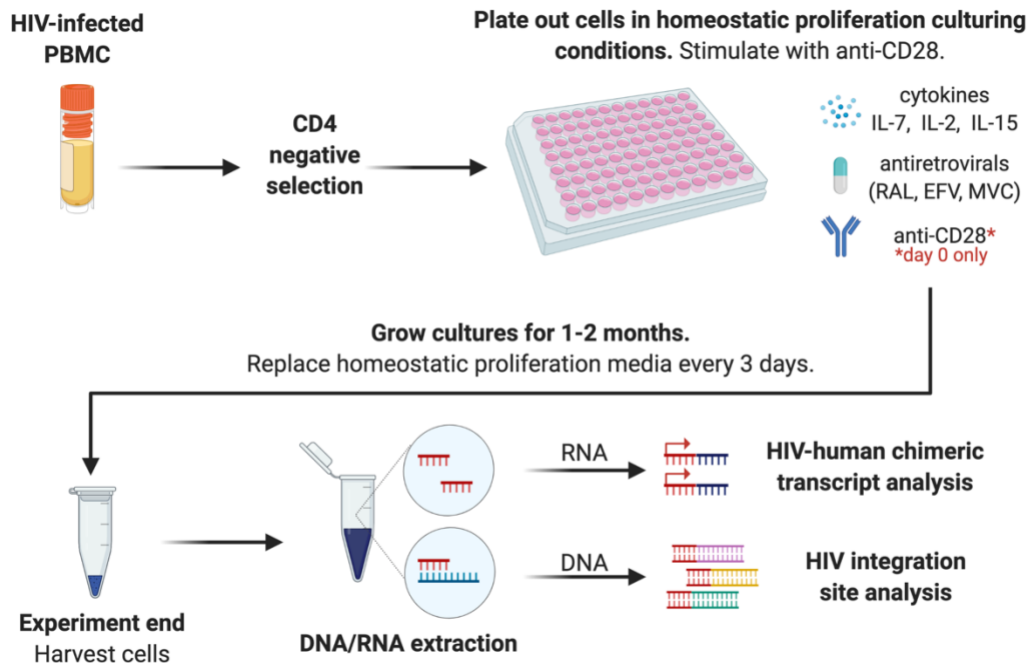 HIV-infected
PBMC
CD4
negative
selection
Plate out cells in homeostatic proliferation culturing
conditions. Stimulate with anti-CD28.
cytokines
IL-7, IL-2, IL-15
antiretrovirals
(RAL, EFV, MVC)
anti-CD28*
*day 0 only
Grow cultures for 1-2 months.
Replace homeostatic proliferation media every 3 days.
Experiment end
Harvest cells
DNA/RNA extraction
RNA
HIV-human chimeric
transcript analysis
DNA
HIV integration
site analysis